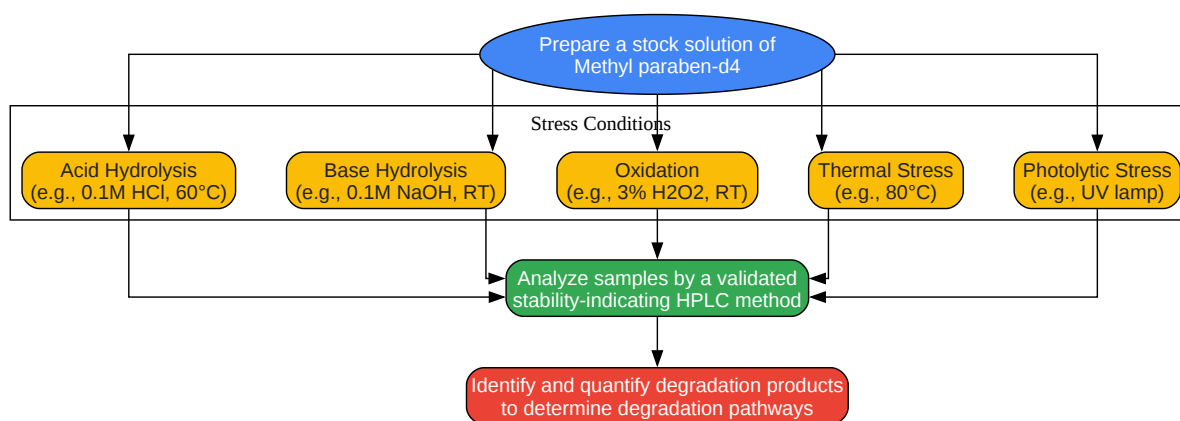 Prepare a stock solution of
Methyl paraben-d4
Stress Conditions
Acid Hydrolysis
(e.g., 0.1M HCl, 60°C)
Base Hydrolysis
(e.g., 0.1M NaOH, RT)
Oxidation
(e.g., 3% H2O2, RT)
Thermal Stress
(e.g., 80°C)
Photolytic Stress
(e.g., UV lamp)
Analyze samples by a validated
stability-indicating HPLC method
Identify and quantify degradation products
to determine degradation pathways